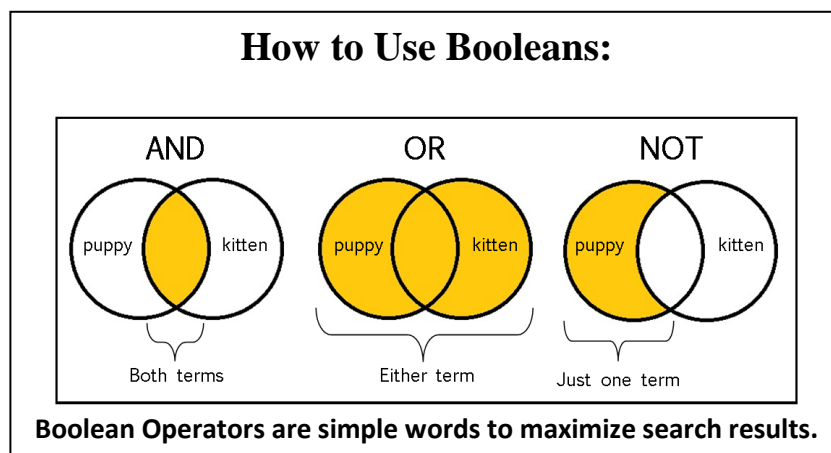 How to Use Booleans:
AND OR NOT
puppy kitten puppy kitten puppy kitten
Both terms Either term Just one term
Boolean Operators are simple words to maximize search results.